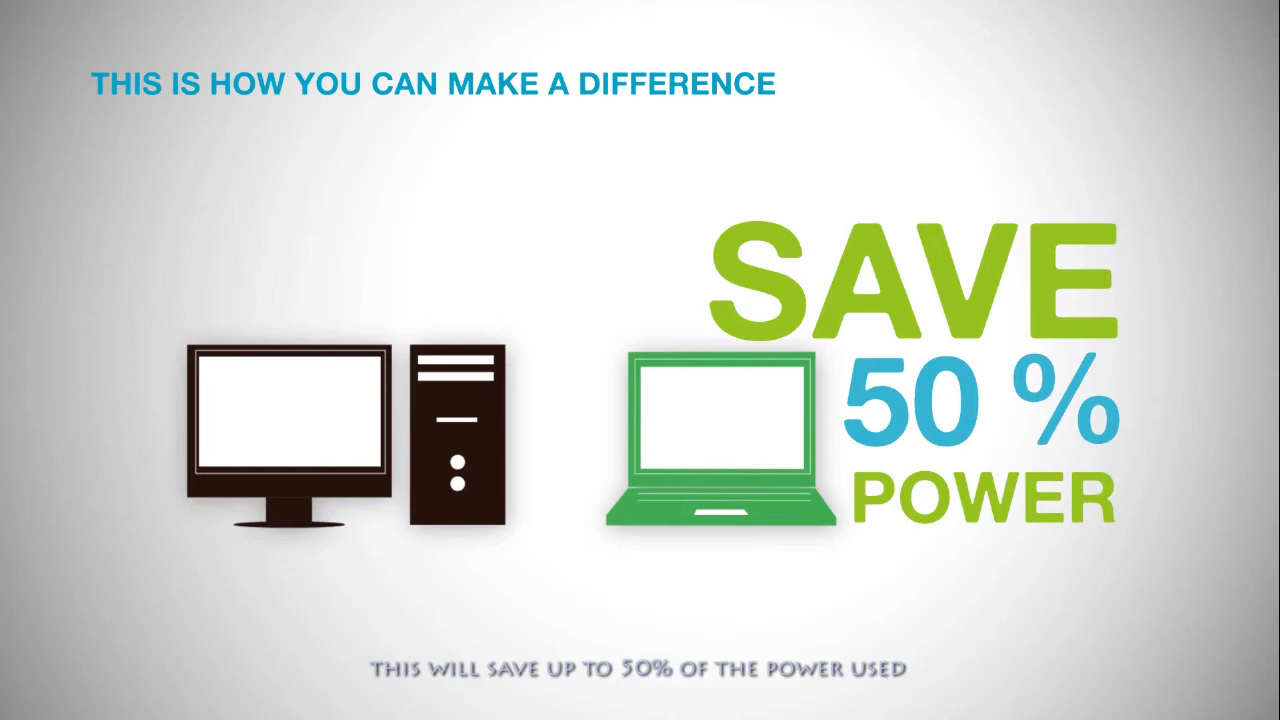 THIS IS HOW YOU CAN MAKE A DIFFERENCE
SAVE
50 %
POWER
THIS WILL SAVE UP TO 50% OF THE POWER USED